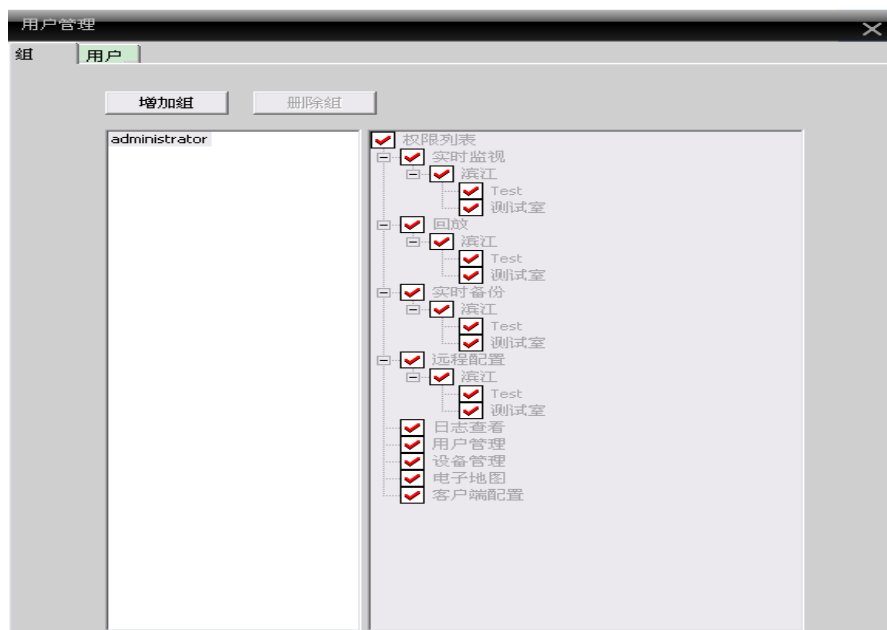 用户管理
组 用户
增加组 删除组
administrator
权限列表
实时监视
滨江
Test
测试室
回放
滨江
Test
测试室
实时备份
滨江
Test
测试室
远程配置
滨江
Test
测试室
日志查看
用户管理
设备管理
电子地图
客户端配置